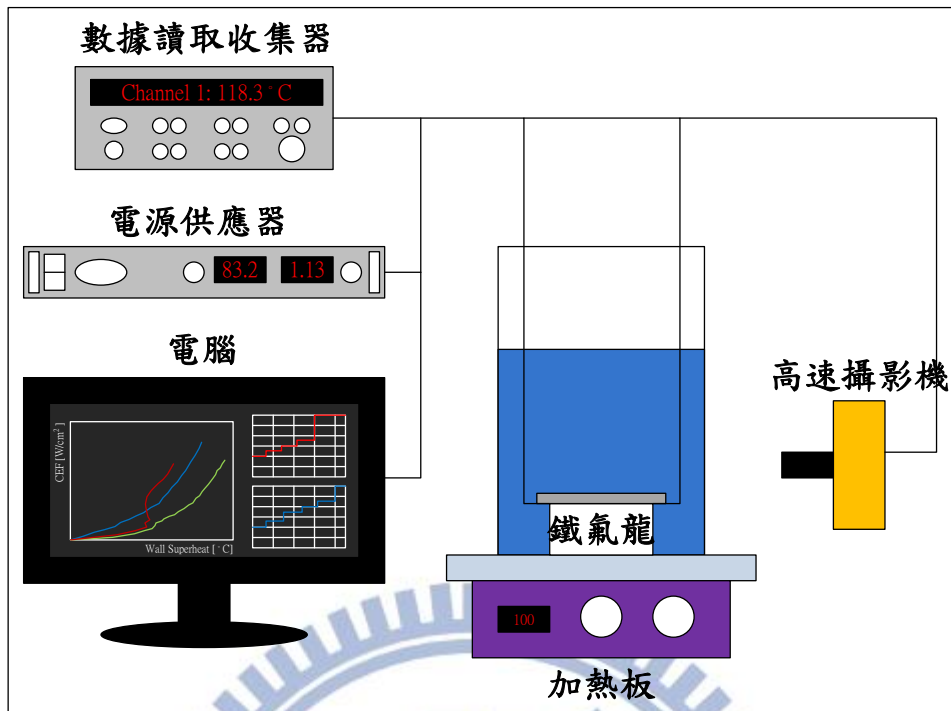 數據讀取收集器
Channel 1: 118.3 °C
電源供應器
83.2 1.13
電腦
CEF [W/cm²]
Wall Superheat [ °C]
高速攝影機
鐵氟龍
100
加熱板